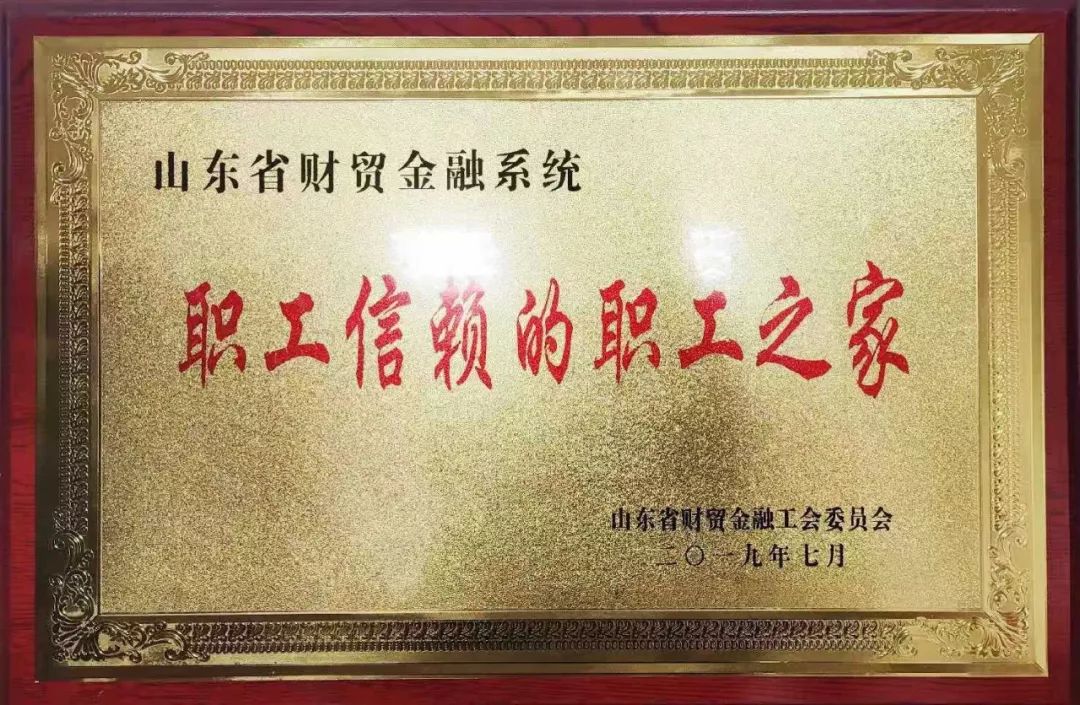 山东省财贸金融系统
职工信赖的职工之家
山东省财贸金融工会委员会
二〇一九年七月